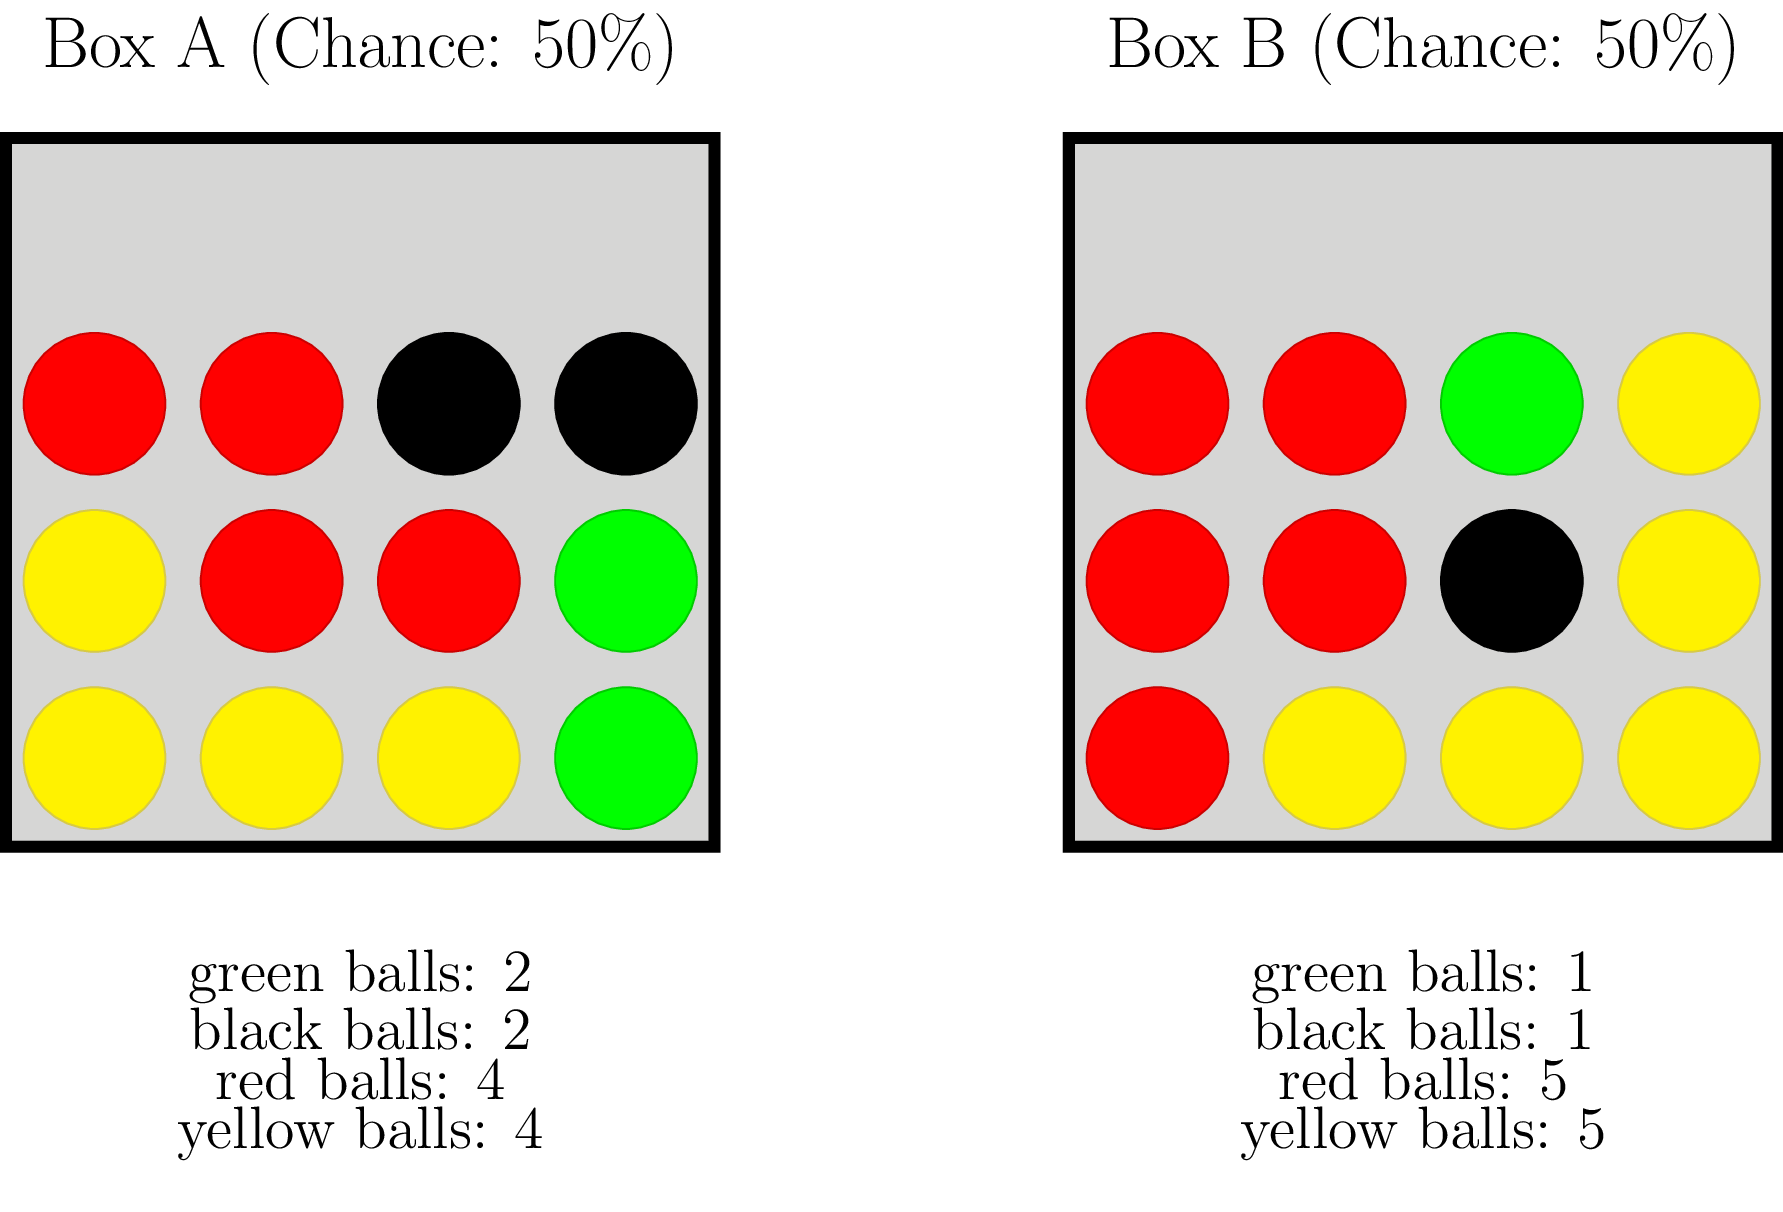 Box A (Chance: 50%)
Box B (Chance: 50%)
green balls: 2
black balls: 2
red balls: 4
yellow balls: 4
green balls: 1
black balls: 1
red balls: 5
yellow balls: 5